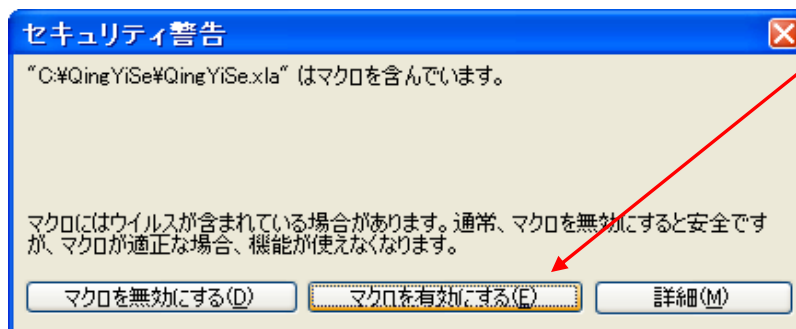 セキュリティ警告
"C:¥QingYiSe¥QingYiSe.xla" はマクロを含んでいます。
マクロにはウイルスが含まれている場合があります。通常、マクロを無効にすると安全です
が、マクロが適正な場合、機能が使えなくなります。
マクロを無効にする(D) マクロを有効にする(E) 詳細(M)